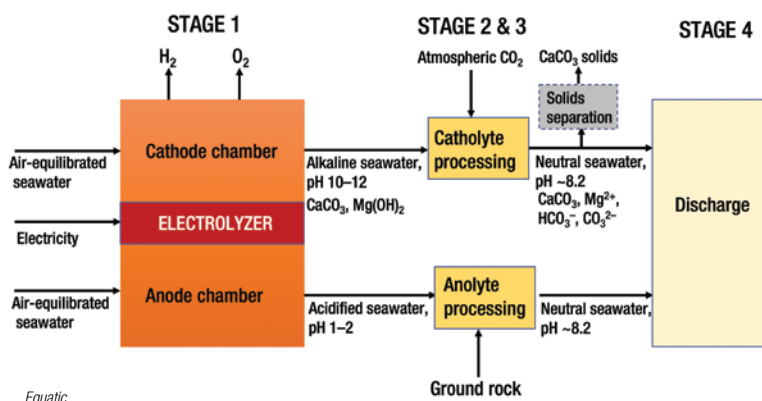 STAGE 1
STAGE 2 & 3
STAGE 4
H₂
O₂
Atmospheric CO₂
CaCO₃ solids
Solids
separation
Air-equilibrated
seawater
Cathode chamber
Alkaline seawater,
pH 10–12
CaCO₃, Mg(OH)₂
Catholyte
processing
Neutral seawater,
pH ~8.2
CaCO₃, Mg²⁺,
HCO₃⁻, CO₃²⁻
Discharge
Electricity
ELECTROLYZER
Air-equilibrated
seawater
Anode chamber
Acidified seawater,
pH 1–2
Anolyte
processing
Neutral seawater,
pH ~8.2
Ground rock
Equatic